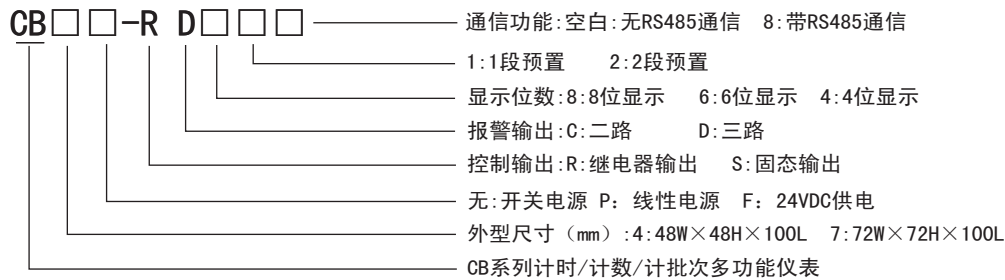 CB□□-R D□□□
通信功能:空白:无RS485通信 8:带RS485通信
1:1段预置 2:2段预置
显示位数:8:8位显示 6:6位显示 4:4位显示
报警输出:C:二路 D:三路
控制输出:R:继电器输出 S:固态输出
无:开关电源 P：线性电源 F：24VDC供电
外型尺寸（mm）:4:48W×48H×100L 7:72W×72H×100L
CB系列计时/计数/计批次多功能仪表